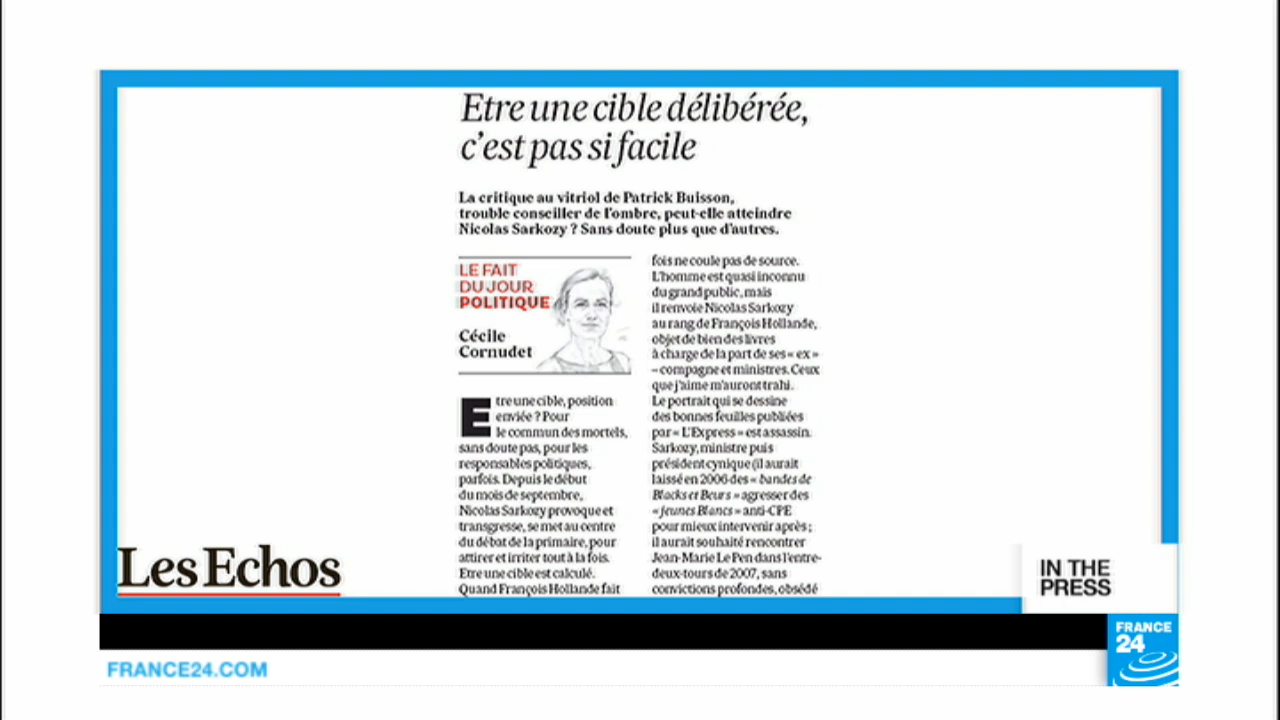 Etre une cible délibérée,
c'est pas si facile
La critique au vitriol de Patrick Buisson,
trouble conseiller de l'ombre, peut-elle atteindre
Nicolas Sarkozy ? Sans doute plus que d'autres.
LE FAIT
DU JOUR
POLITIQUE
Cécile
Cornudet
Etre une cible, position
enviée ? Pour
le commun des mortels,
sans doute pas, pour les
responsables politiques,
parfois. Depuis le début
du mois de septembre,
Nicolas Sarkozy provoque et
transgresse, se met au centre
du débat de la primaire, pour
attirer et irriter tout à la fois.
Etre une cible est calculé.
Quand François Hollande fait
fois ne coule pas de source.
L'homme est quasi inconnu
du grand public, mais
il renvoie Nicolas Sarkozy
au rang de François Hollande,
objet de bien des livres
à charge de la part de ses « ex »
– compagne et ministres. Ceux
que j'aime m'auront trahi.
Le portrait qui se dessine
des bonnes feuilles publiées
par « L'Express » est assassin.
Sarkozy, ministre puis
président cynique (il aurait
laissé en 2006 des « bandes de
Blacks et Beurs » agresser des
« jeunes Blancs » anti-CPE
pour mieux intervenir après ;
il aurait souhaité rencontrer
Jean-Marie Le Pen dans l'entre-
deux-tours de 2007, sans
convictions profondes, obsédé
Les Echos
IN THE
PRESS
FRANCE
24
FRANCE24.COM